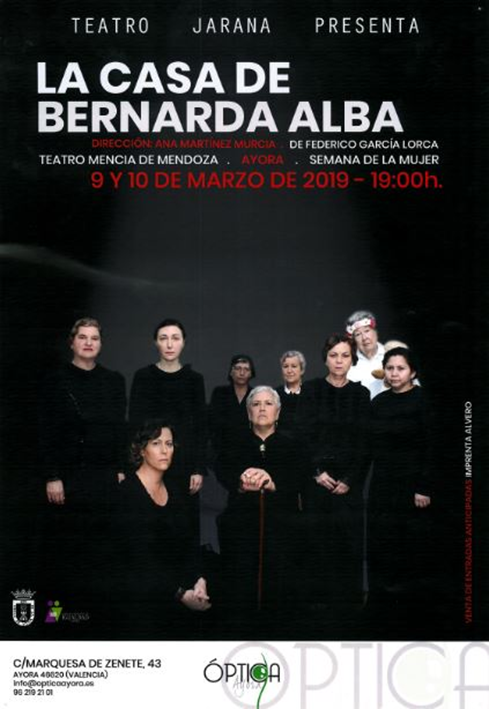 TEATRO JARANA PRESENTA
LA CASA DE
BERNARDA ALBA
DIRECCIÓN: ANA MARTINEZ MURCIA . DE FEDERICO GARCÍA LORCA
TEATRO MENCIA DE MENDOZA . AYORA . SEMANA DE LA MUJER
9 Y 10 DE MARZO DE 2019 - 19:00h.
VENTA DE ENTRADAS ANTICIPADAS IMPRENTA ALVERO
C/MARQUESA DE ZENETE, 43
AYORA 46620 (VALENCIA)
info@opticaayora.es
96 219 21 01
ÓPTICA
Ayora
OPTICA